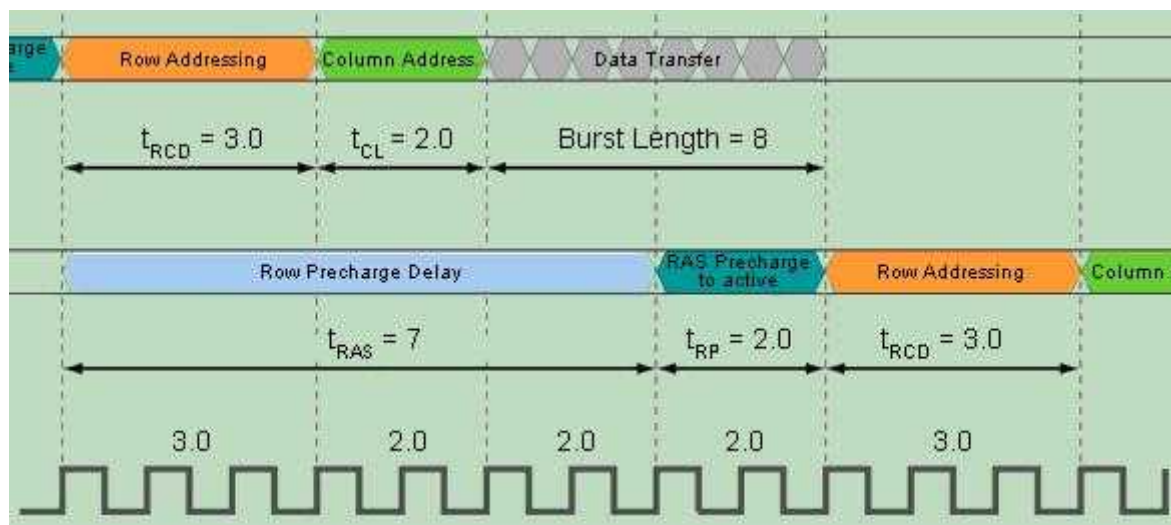 arge
Row Addressing
Column Address
Data Transfer
tRCD = 3.0
tCL = 2.0
Burst Length = 8
Row Precharge Delay
RAS Precharge
to active
Row Addressing
Column
tRAS = 7
tRP = 2.0
tRCD = 3.0
3.0
2.0
2.0
2.0
3.0